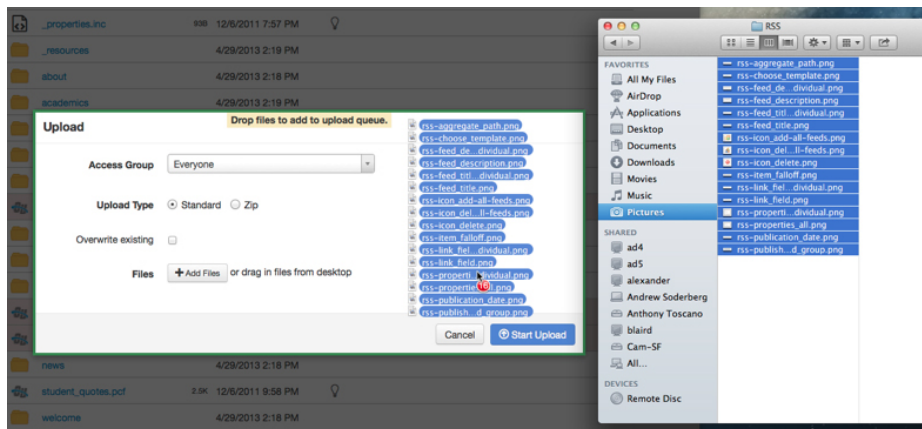 _properties.inc 93B 12/6/2011 7:57 PM
_resources 4/29/2013 2:19 PM
about 4/29/2013 2:18 PM
academics 4/29/2013 2:19 PM
Drop files to add to upload queue.
Upload
Access Group Everyone
Upload Type Standard Zip
Overwrite existing
Files Add Files or drag in files from desktop
rss-aggregate_path.png
rss-choose_template.png
rss-feed_de...dividual.png
rss-feed_description.png
rss-feed_titl...dividual.png
rss-feed_title.png
rss-icon_add-all-feeds.png
rss-icon_del...ll-feeds.png
rss-icon_delete.png
rss-item_falloff.png
rss-link_fiel...dividual.png
rss-link_field.png
rss-properti...dividual.png
16
rss-publication_date.png
rss-publish...d_group.png
Cancel Start Upload
news 4/29/2013 2:18 PM
student_quotes.pcf 2.9K 12/6/2011 9:58 PM
welcome 4/29/2013 2:18 PM
RSS
FAVORITES
All My Files
AirDrop
Applications
Desktop
Documents
Downloads
Movies
Music
Pictures
SHARED
ad4
ad5
alexander
Andrew Soderberg
Anthony Toscano
blaird
Cam-SF
All...
DEVICES
Remote Disc
rss-aggregate_path.png
rss-choose_template.png
rss-feed_de...dividual.png
rss-feed_description.png
rss-feed_titl...dividual.png
rss-feed_title.png
rss-icon_add-all-feeds.png
rss-icon_del...ll-feeds.png
rss-icon_delete.png
rss-item_falloff.png
rss-link_fiel...dividual.png
rss-link_field.png
rss-properti...dividual.png
rss-properties_all.png
rss-publication_date.png
rss-publish...d_group.png